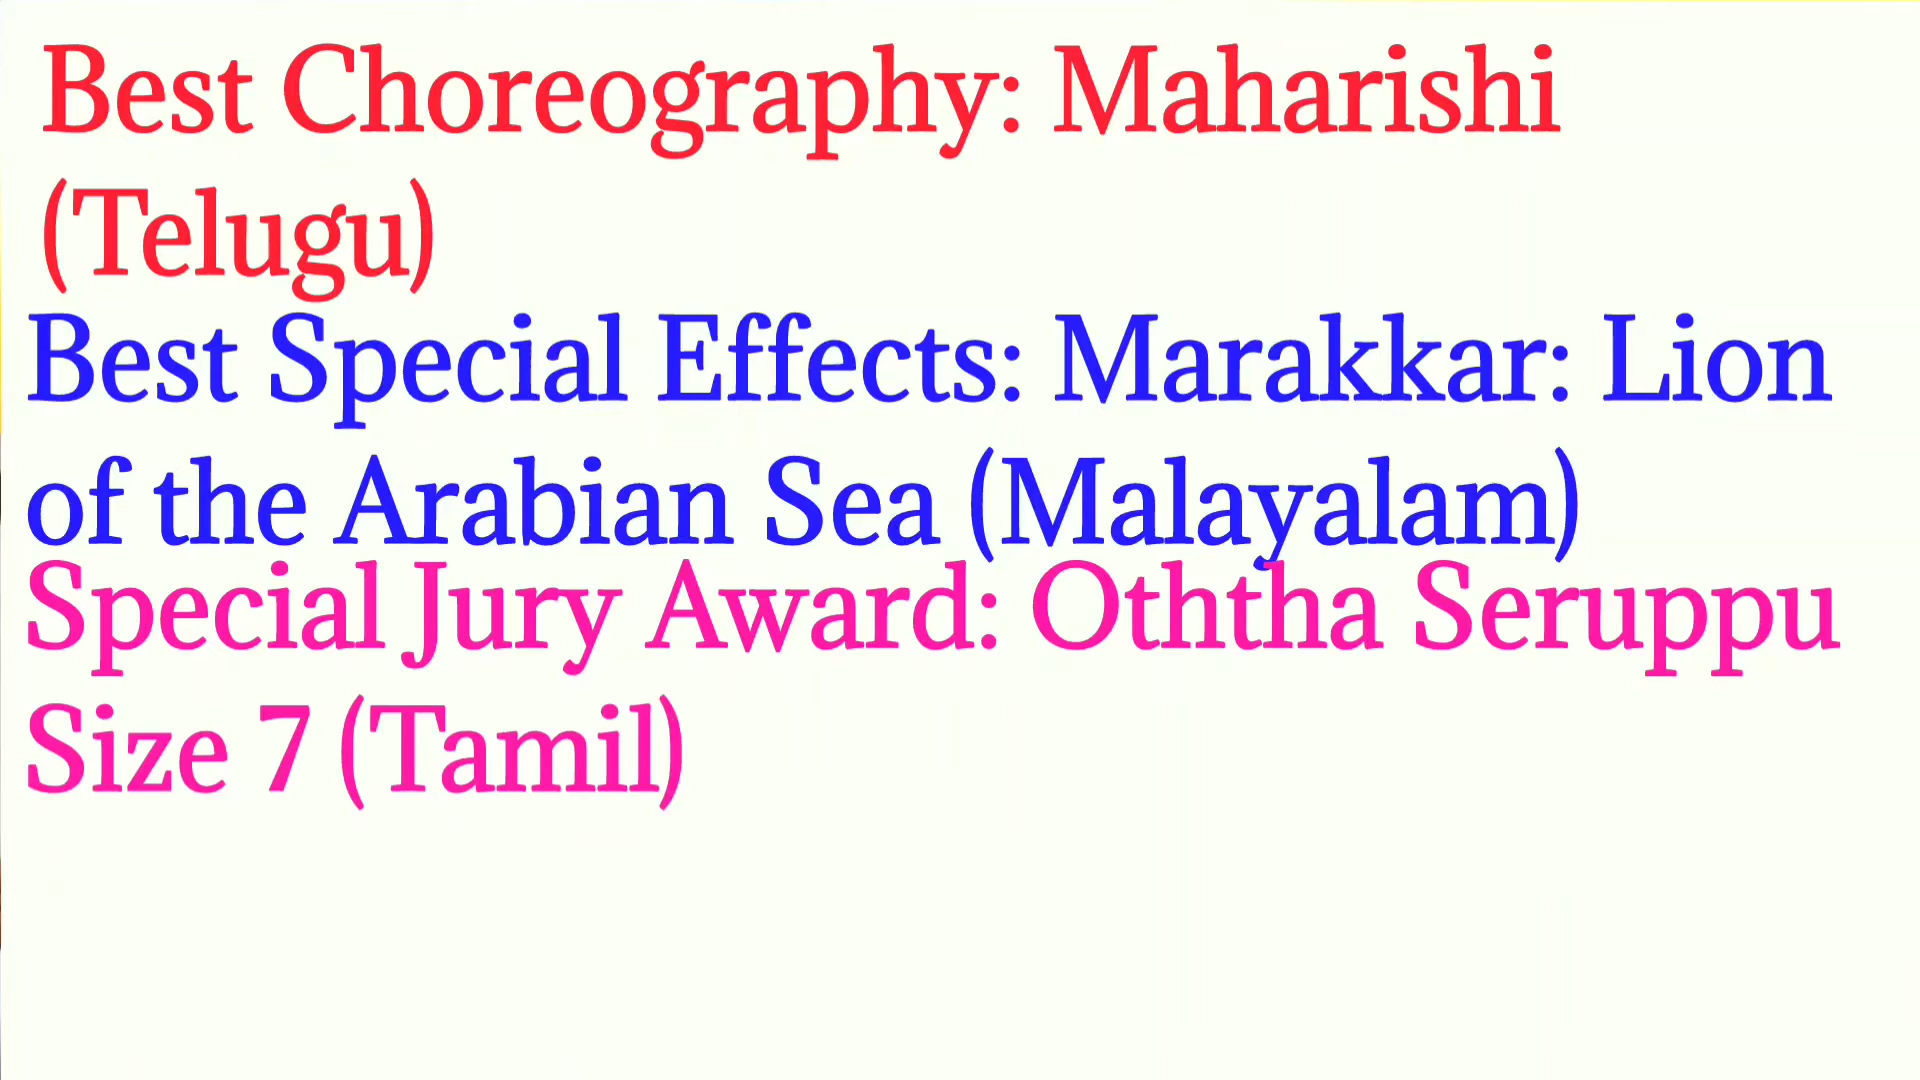 Best Choreography: Maharishi
(Telugu)
Best Special Effects: Marakkar: Lion
of the Arabian Sea (Malayalam)
Special Jury Award: Oththa Seruppu
Size 7 (Tamil)